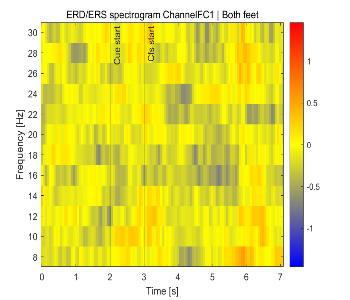 ERD/ERS spectrogram ChannelFC1 | Both feet
Frequency [Hz]
30
28
26
24
22
20
18
16
14
12
10
8
Cue start
Cfs start
1
0.5
0
-0.5
-1
0 1 2 3 4 5 6 7
Time [s]